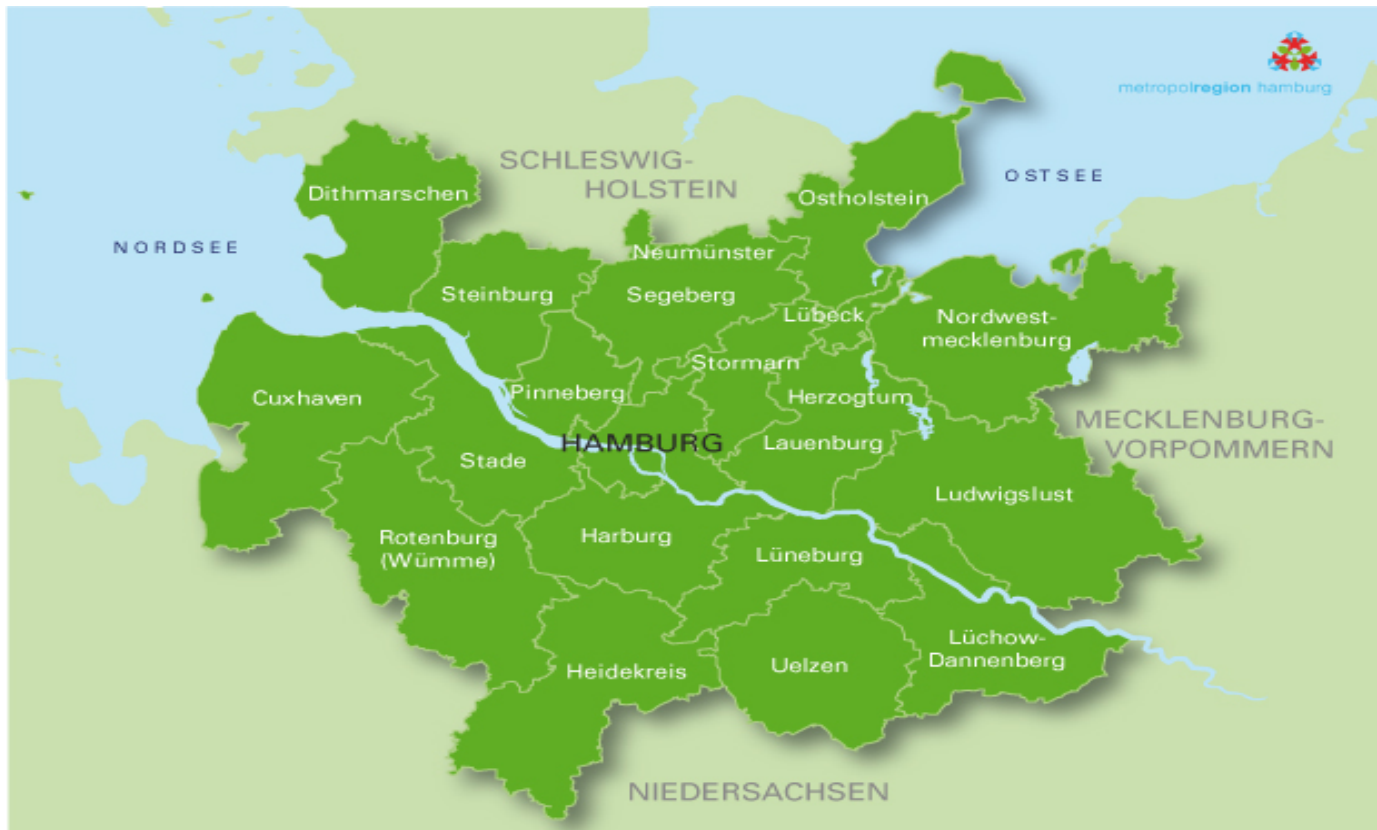 metropolregion hamburg
SCHLESWIG-
HOLSTEIN
OSTSEE
Dithmarschen
Ostholstein
NORDSEE
Neumünster
Steinburg
Segeberg
Lübeck
Nordwest-
mecklenburg
Stormarn
Pinneberg
Herzogtum
Cuxhaven
MECKLENBURG-
VORPOMMERN
HAMBURG
Lauenburg
Stade
Ludwigslust
Rotenburg
(Wümme)
Harburg
Lüneburg
Lüchow-
Dannenberg
Heidekreis
Uelzen
NIEDERSACHSEN